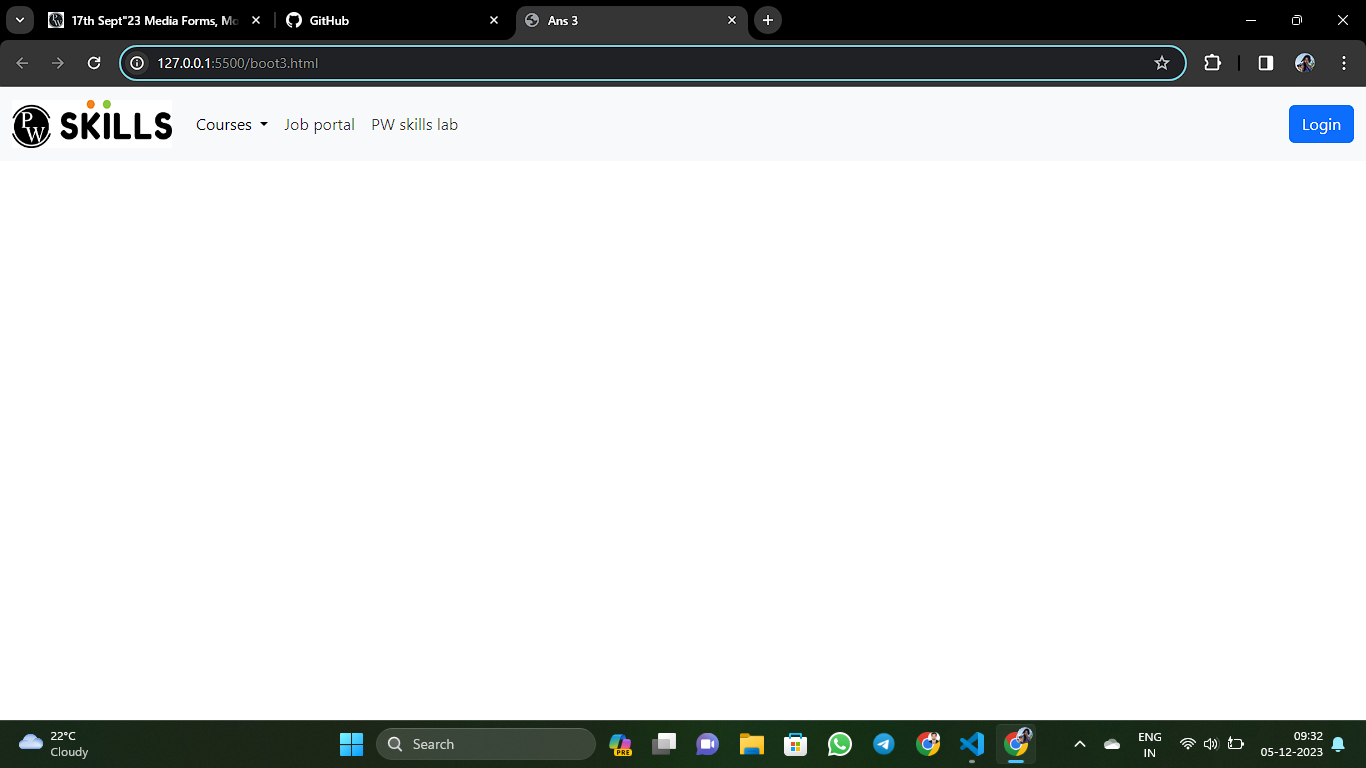 17th Sept"23 Media Forms, Mo
GitHub
Ans 3
127.0.0.1:5500/boot3.html
PW SKILLS
Courses
Job portal
PW skills lab
Login
22°C
Cloudy
Search
PRE
ENG
IN
09:32
05-12-2023